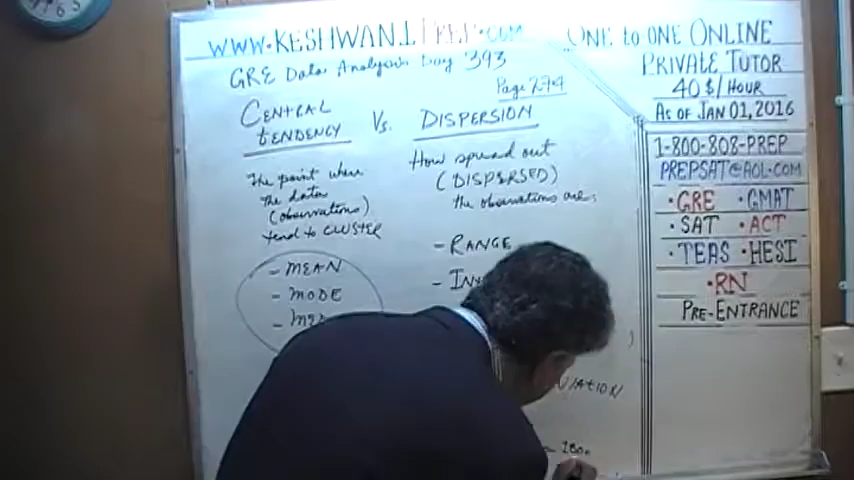 WWW.KESHWANIPREP.COM
GRE Data Analysis Day 393
Page 274
CENTRAL TENDENCY
Vs.
DISPERSION
The point where
the data
(observations)
tend to CLUSTER
- MEAN
- MODE
How spread out
(DISPERSED)
the observations are:
- RANGE
ONE to ONE ONLINE
PRIVATE TUTOR
40 $/HOUR
AS OF JAN 01, 2016
1-800-808-PREP
PREPSAT@AOL.COM
• GRE • GMAT
• SAT • ACT
• TEAS • HESI
• RN
PRE-ENTRANCE